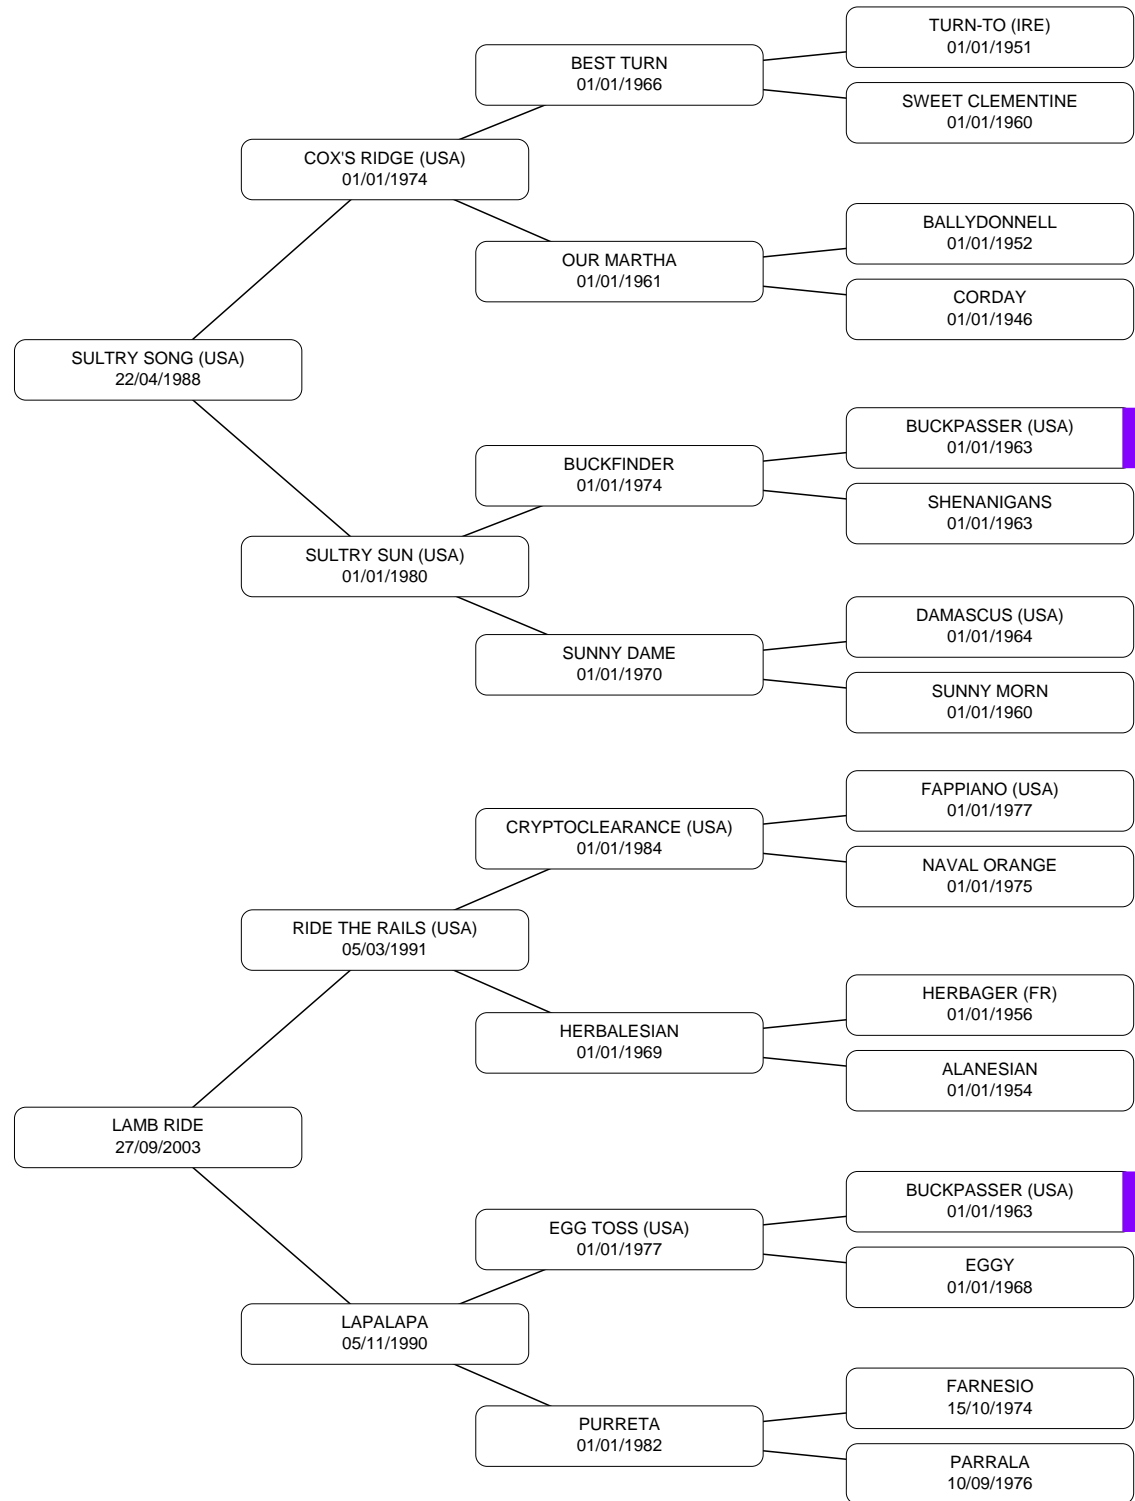 TURN-TO (IRE)
01/01/1951
BEST TURN
01/01/1966
SWEET CLEMENTINE
01/01/1960
COX'S RIDGE (USA)
01/01/1974
BALLYDONNELL
01/01/1952
OUR MARTHA
01/01/1961
CORDAY
01/01/1946
SULTRY SONG (USA)
22/04/1988
BUCKPASSER (USA)
01/01/1963
BUCKFINDER
01/01/1974
SHENANIGANS
01/01/1963
SULTRY SUN (USA)
01/01/1980
DAMASCUS (USA)
01/01/1964
SUNNY DAME
01/01/1970
SUNNY MORN
01/01/1960
FAPPIANO (USA)
01/01/1977
CRYPTOCLEARANCE (USA)
01/01/1984
NAVAL ORANGE
01/01/1975
RIDE THE RAILS (USA)
05/03/1991
HERBAGER (FR)
01/01/1956
HERBALESIAN
01/01/1969
ALANESIAN
01/01/1954
LAMB RIDE
27/09/2003
BUCKPASSER (USA)
01/01/1963
EGG TOSS (USA)
01/01/1977
EGGY
01/01/1968
LAPALAPA
05/11/1990
FARNESIO
15/10/1974
PURRETA
01/01/1982
PARRALA
10/09/1976